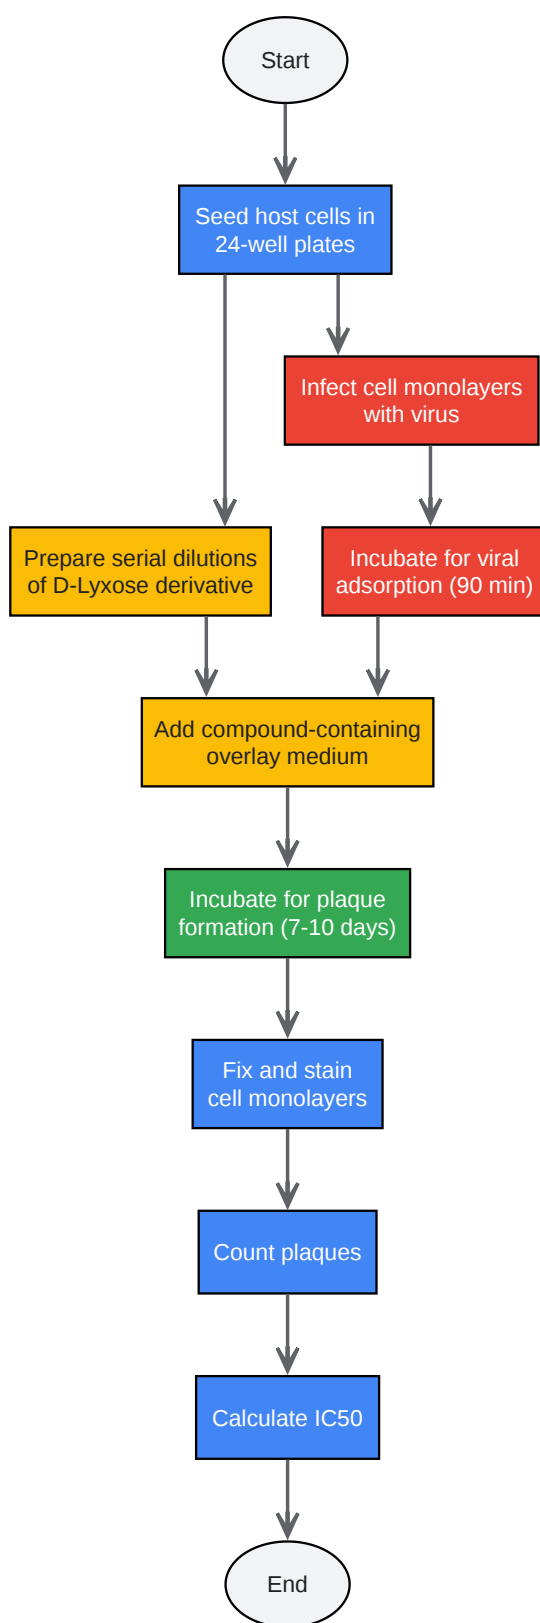 Start
Seed host cells in
24-well plates
Infect cell monolayers
with virus
Prepare serial dilutions
of D-Lyxose derivative
Incubate for viral
adsorption (90 min)
Add compound-containing
overlay medium
Incubate for plaque
formation (7-10 days)
Fix and stain
cell monolayers
Count plaques
Calculate IC50
End